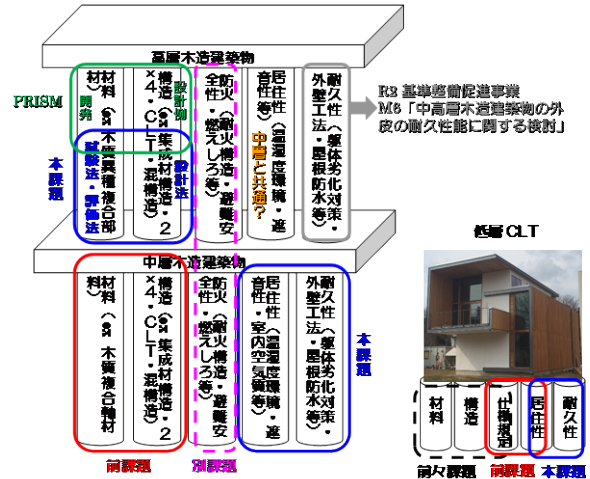 高層木造建築物
PRISM
開発
設計例
本課題
試験法・評価法
設計法
材料(ex 木質異種複合部
材)
構造(ex集成材構造・2
×4・CLT・混構造)
防火(耐火構造・避難安
全性・燃えしろ等)
居住性(温湿度環境・遮
音性等)
中層と共通?
耐久性(躯体劣化対策・
外壁工法・屋根防水等)
R2 基準整備促進事業
M6「中高層木造建築物の外
皮の耐久性能に関する検討」
中層木造建築物
材料(ex 木質複合軸材
料)
構造(ex集成材構造・2
×4・CLT・混構造)
防火(耐火構造・避難安
全性・燃えしろ等)
居住性(温湿度環境・遮
音性・室内空気質等)
耐久性(躯体劣化対策・
外壁工法・屋根防水等)
本課題
前課題
別課題
低層 CLT
材料
構造
仕様規定
居住性
耐久性
前々課題
前課題
本課題